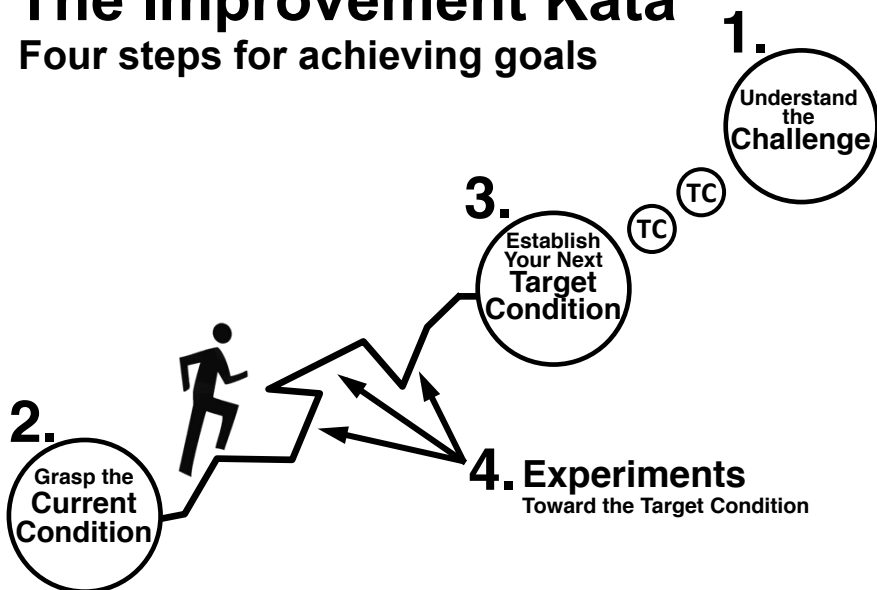 The Improvement Kata
Four steps for achieving goals
1.
Understand
the
Challenge
TC
TC
3.
Establish
Your Next
Target
Condition
2.
Grasp the
Current
Condition
4. Experiments
Toward the Target Condition